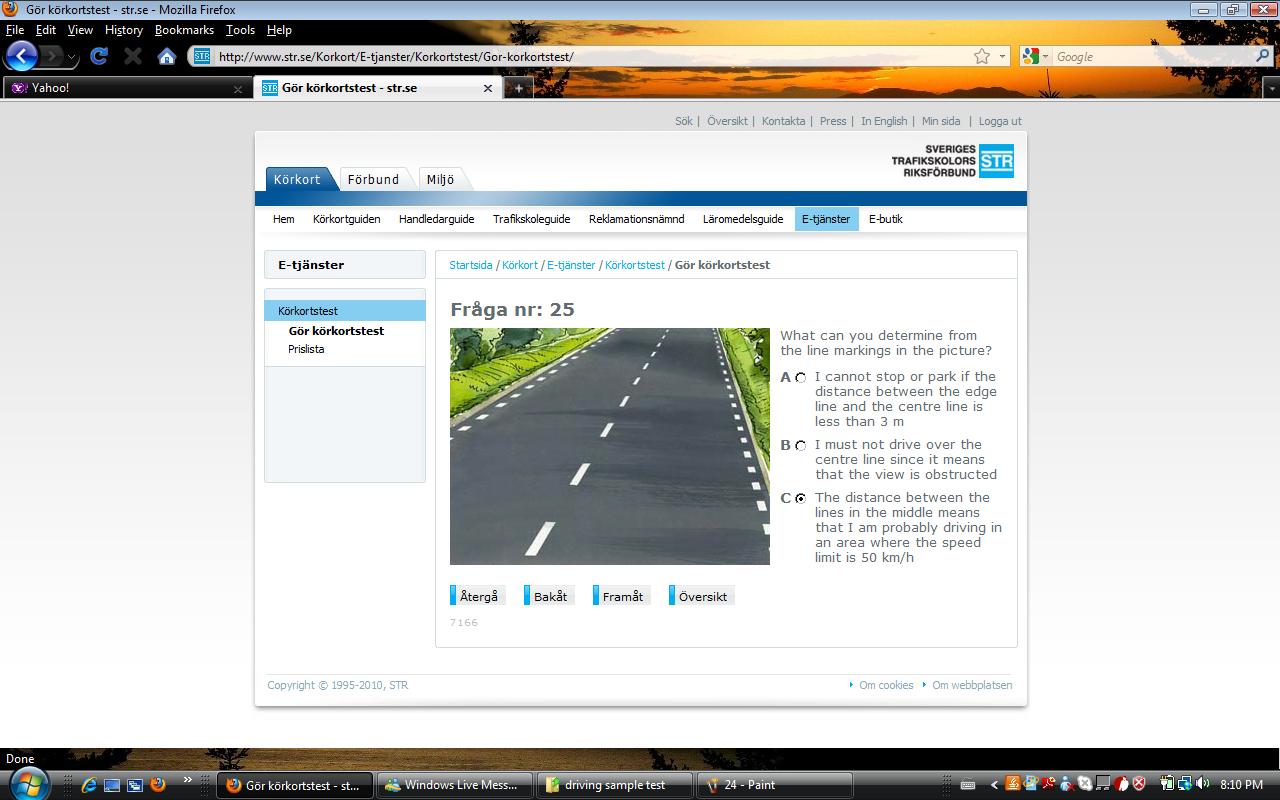 Gör körkortstest - str.se - Mozilla Firefox
File Edit View History Bookmarks Tools Help
STR http://www.str.se/Korkort/E-tjanster/Korkortstest/Gor-korkortstest/
Google
Yahoo!
STR Gör körkortstest - str.se
Sök | Översikt | Kontakta | Press | In English | Min sida | Logga ut
SVERIGES
TRAFIKSKOLORS
RIKSFÖRBUND
STR
Körkort Förbund Miljö
Hem Körkortguiden Handledarguide Trafikskoleguide Reklamationsnämnd Läromedelsguide E-tjänster E-butik
E-tjänster
Körkortstest
Gör körkortstest
Prislista
Startsida / Körkort / E-tjänster / Körkortstest / Gör körkortstest
Fråga nr: 25
What can you determine from
the line markings in the picture?
A I cannot stop or park if the
distance between the edge
line and the centre line is
less than 3 m
B I must not drive over the
centre line since it means
that the view is obstructed
C The distance between the
lines in the middle means
that I am probably driving in
an area where the speed
limit is 50 km/h
Återgå Bakåt Framåt Översikt
7166
Copyright © 1995-2010, STR
Om cookies Om webbplatsen
Done
Gör körkortstest - st... Windows Live Mess... driving sample test 24 - Paint
8:10 PM